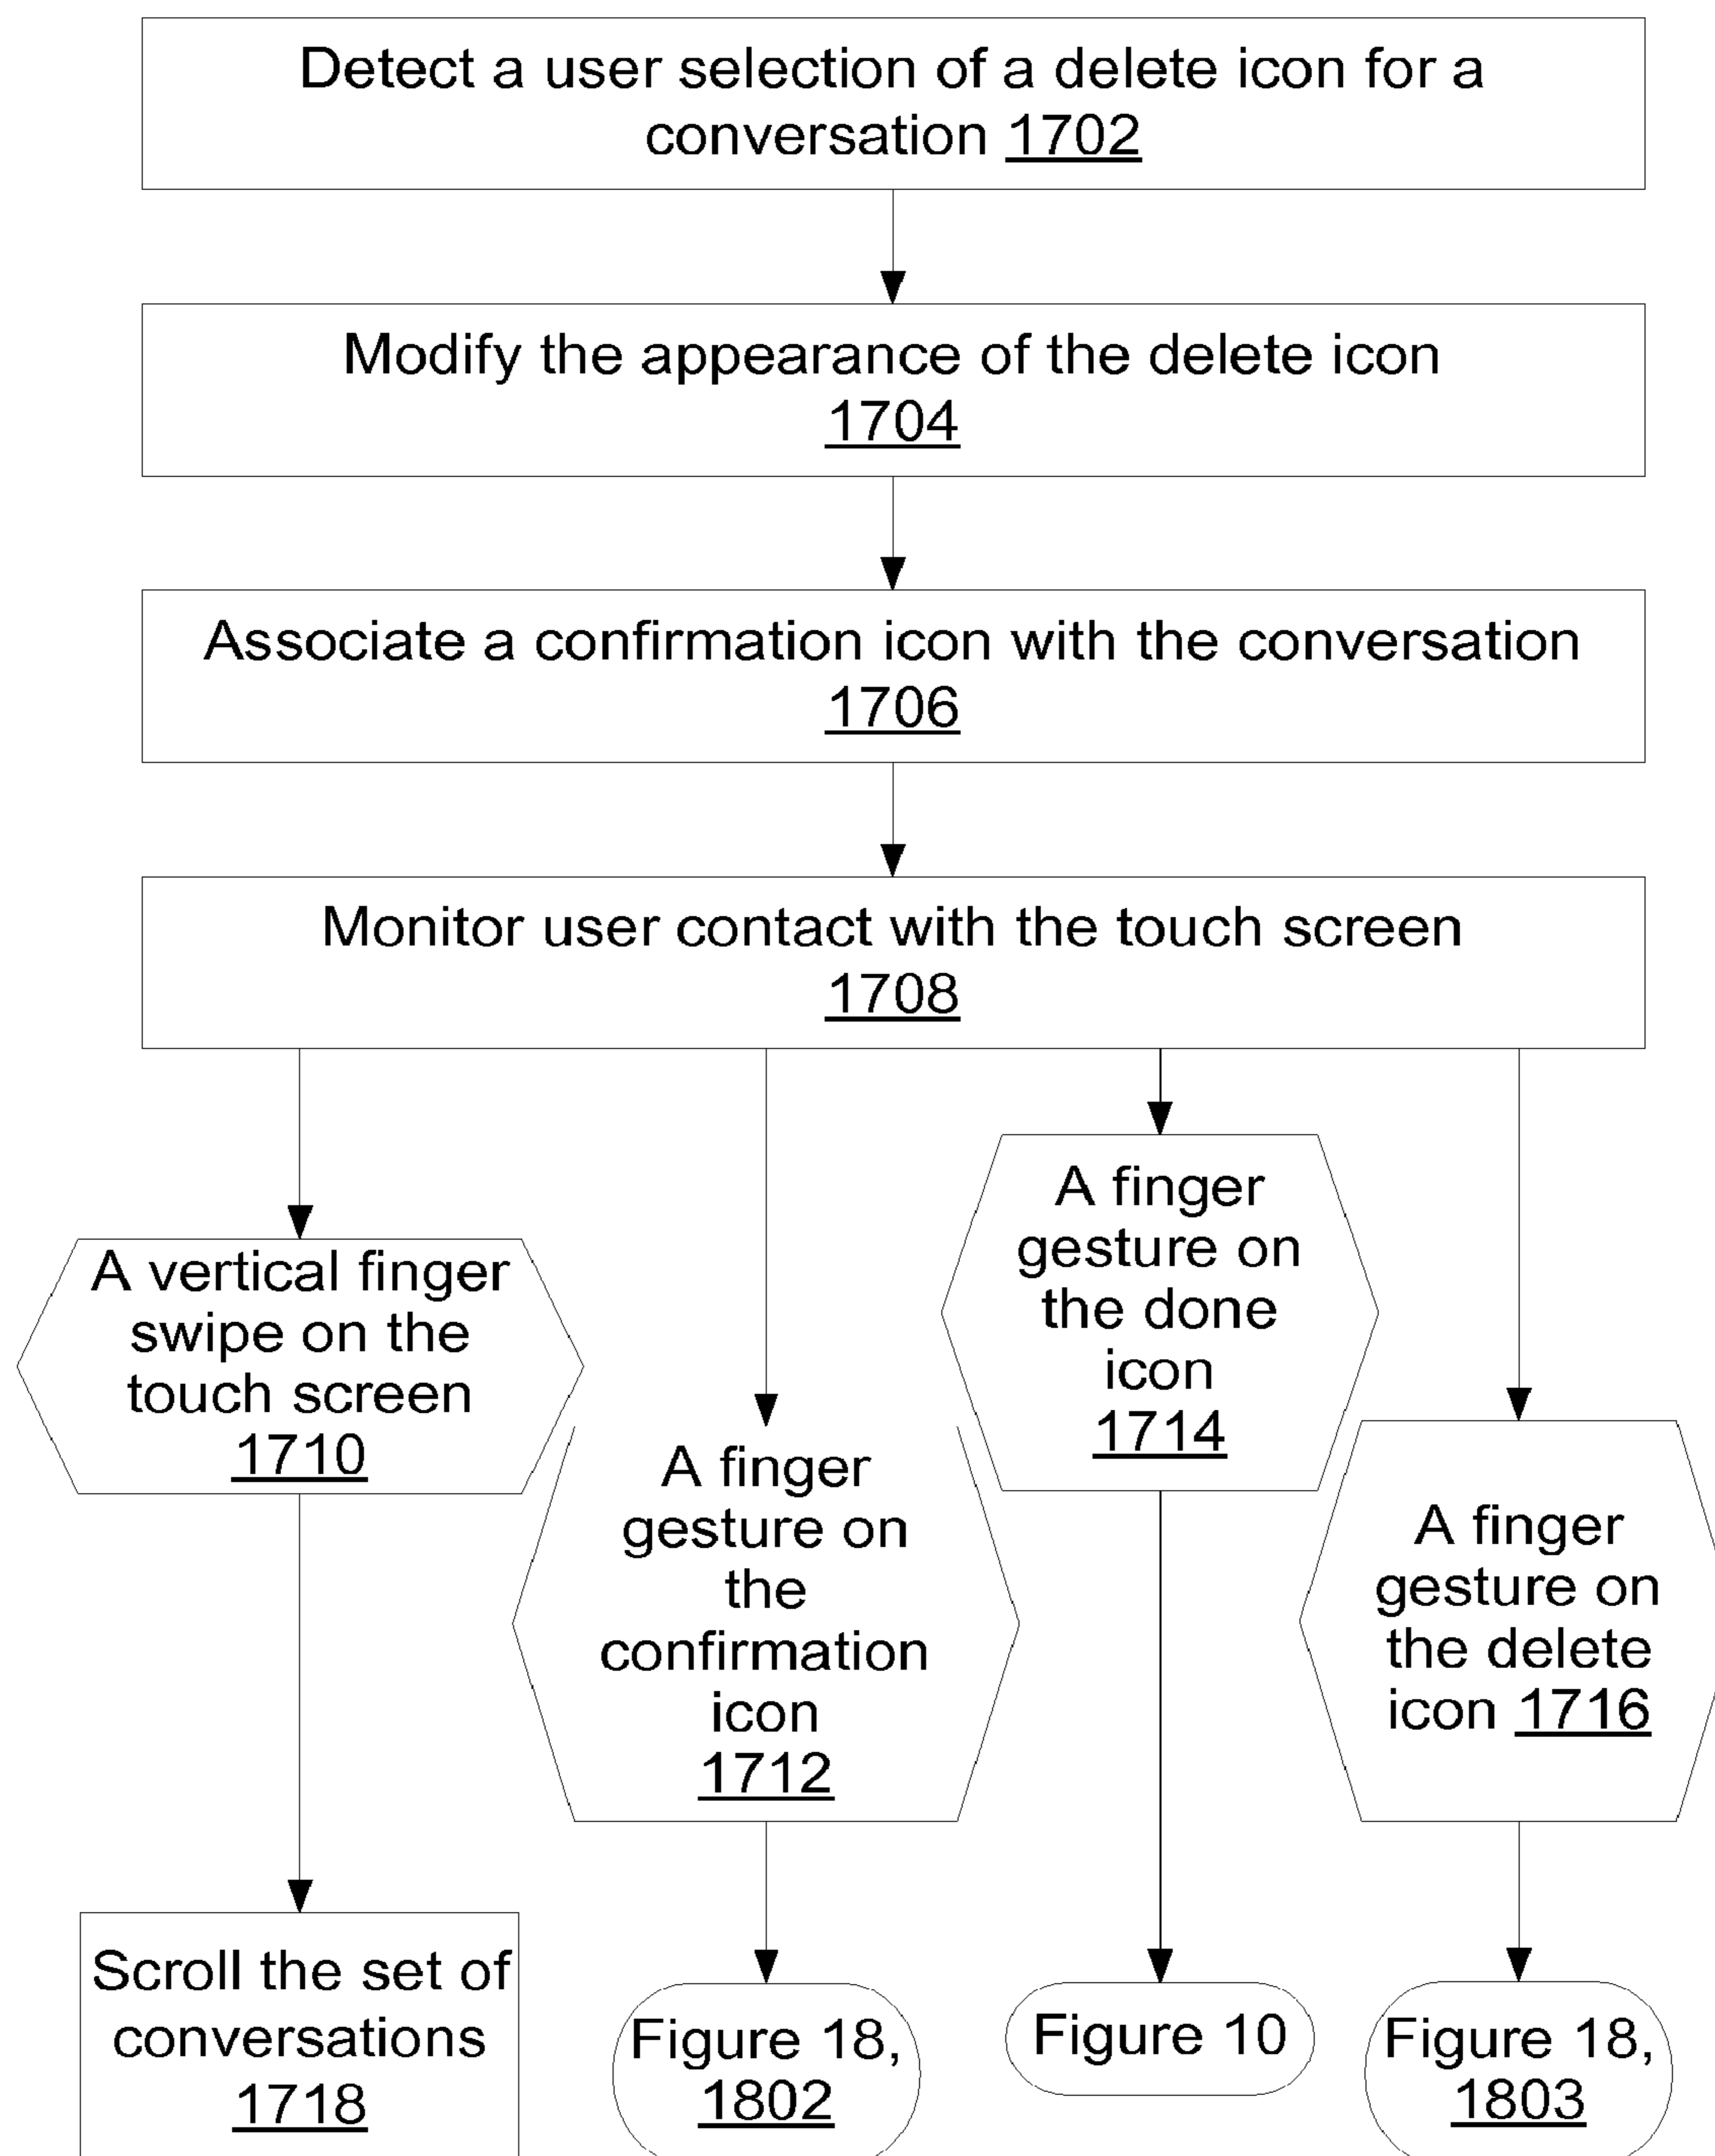 Detect a user selection of a delete icon for a
conversation 1702
Modify the appearance of the delete icon
1704
Associate a confirmation icon with the conversation
1706
Monitor user contact with the touch screen
1708
A vertical finger
swipe on the
touch screen
1710
A finger
gesture on
the
confirmation
icon
1712
A finger
gesture on
the done
icon
1714
A finger
gesture on
the delete
icon 1716
Scroll the set of
conversations
1718
Figure 18,
1802
Figure 10
Figure 18,
1803